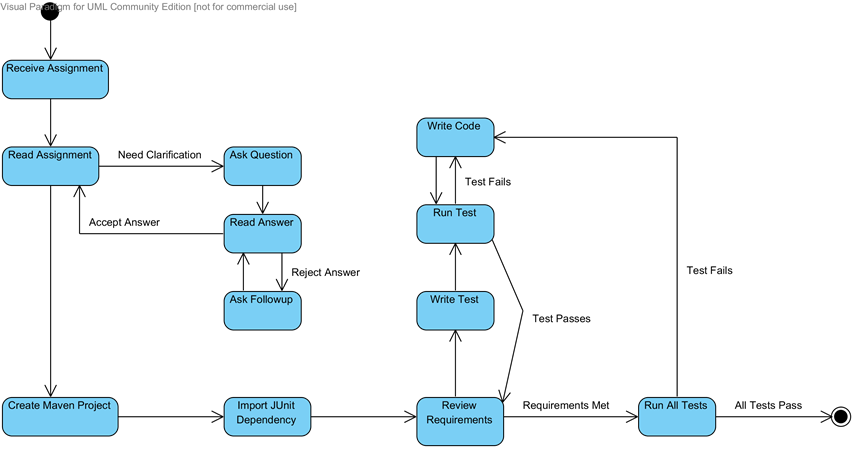 Visual Paradigm for UML Community Edition [not for commercial use]
Receive Assignment
Read Assignment
Need Clarification
Ask Question
Accept Answer
Read Answer
Reject Answer
Ask Followup
Create Maven Project
Import JUnit
Dependency
Write Code
Test Fails
Run Test
Write Test
Test Passes
Review
Requirements
Requirements Met
Test Fails
Run All Tests
All Tests Pass